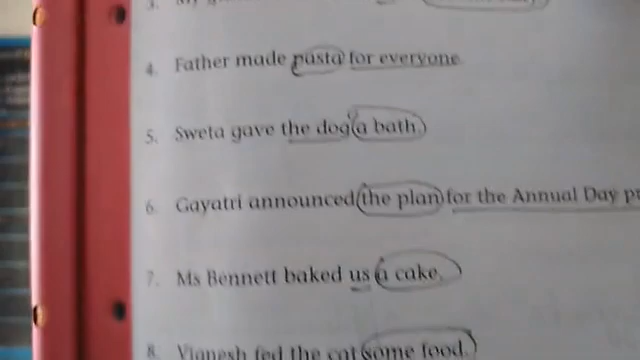 4. Father made pasta for everyone
5. Sweta gave the dog a bath.
6. Gayatri announced the plan for the Annual Day
7. Ms Bennett baked us a cake.
8. Vignesh fed the cat some food.